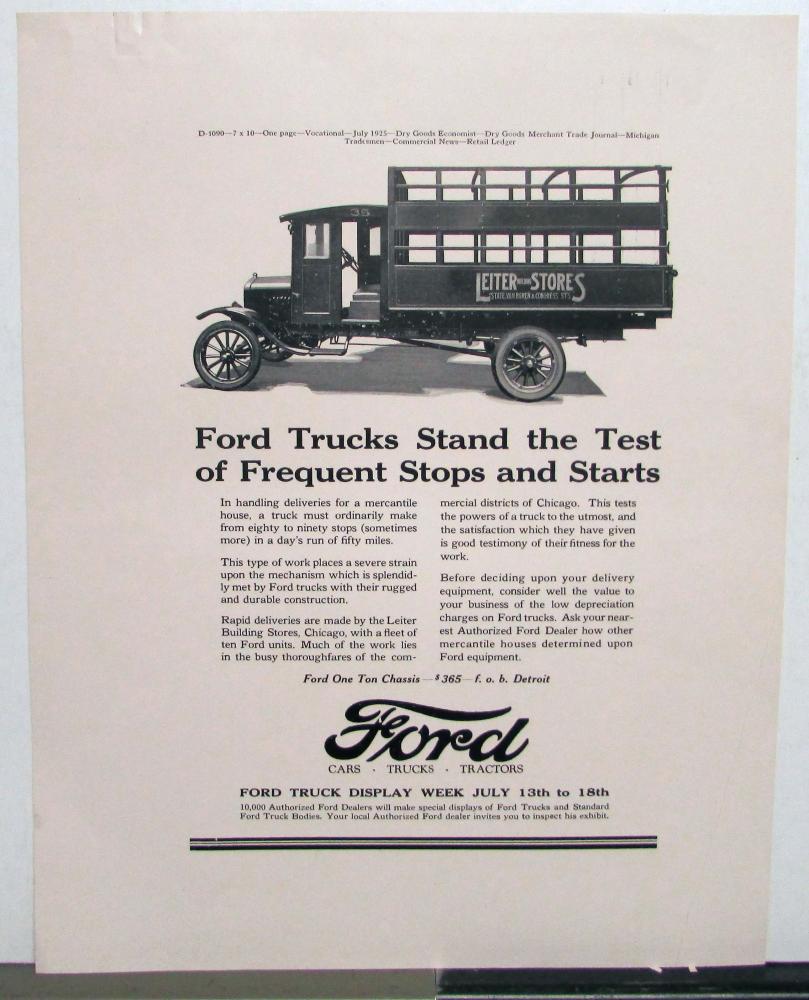 D-1090—7 x 10—One page—Vocational—July 1925—Dry Goods Economist—Dry Goods Merchant Trade Journal—Michigan
Tradesmen—Commercial News—Retail Ledger
35
LEITER BUILDING STORES
STATE, VAN BUREN & CONGRESS STS.
Ford Trucks Stand the Test
of Frequent Stops and Starts
In handling deliveries for a mercantile
house, a truck must ordinarily make
from eighty to ninety stops (sometimes
more) in a day's run of fifty miles.
This type of work places a severe strain
upon the mechanism which is splendid-
ly met by Ford trucks with their rugged
and durable construction.
Rapid deliveries are made by the Leiter
Building Stores, Chicago, with a fleet of
ten Ford units. Much of the work lies
in the busy thoroughfares of the com-
mercial districts of Chicago. This tests
the powers of a truck to the utmost, and
the satisfaction which they have given
is good testimony of their fitness for the
work.
Before deciding upon your delivery
equipment, consider well the value to
your business of the low depreciation
charges on Ford trucks. Ask your near-
est Authorized Ford Dealer how other
mercantile houses determined upon
Ford equipment.
Ford One Ton Chassis—$365—f. o. b. Detroit
Ford
CARS · TRUCKS · TRACTORS
FORD TRUCK DISPLAY WEEK JULY 13th to 18th
10,000 Authorized Ford Dealers will make special displays of Ford Trucks and Standard
Ford Truck Bodies. Your local Authorized Ford dealer invites you to inspect his exhibit.